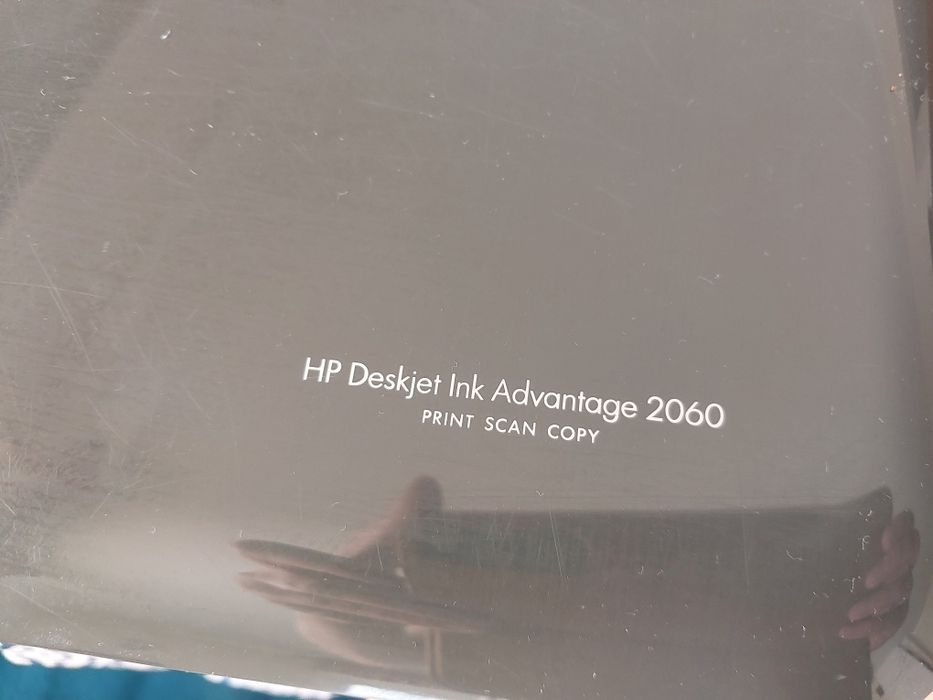 HP Deskjet Ink Advantage 2060
PRINT SCAN COPY